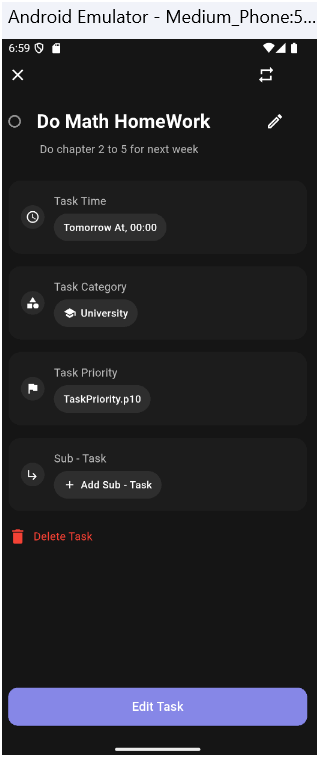 Android Emulator - Medium_Phone:5...
6:59
Do Math HomeWork
Do chapter 2 to 5 for next week
Task Time
Tomorrow At, 00:00
Task Category
University
Task Priority
TaskPriority.p10
Sub - Task
+ Add Sub - Task
Delete Task
Edit Task